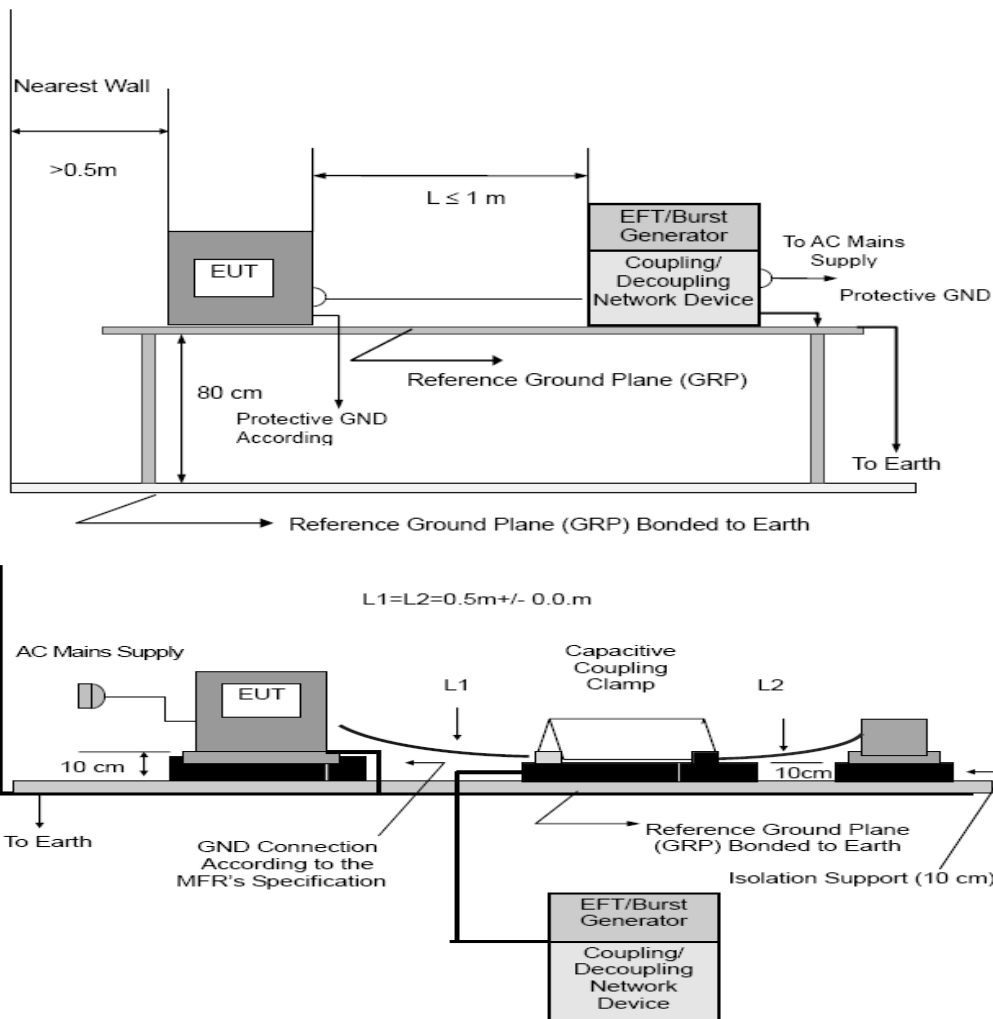 Nearest Wall
>0.5m
L ≤ 1 m
EUT
EFT/Burst
Generator
Coupling/
Decoupling
Network Device
To AC Mains
Supply
Protective GND
Reference Ground Plane (GRP)
80 cm
Protective GND
According
To Earth
Reference Ground Plane (GRP) Bonded to Earth
L1=L2=0.5m+/- 0.0.m
AC Mains Supply
EUT
L1
Capacitive
Coupling
Clamp
L2
10 cm
10cm
To Earth
GND Connection
According to the
MFR's Specification
Reference Ground Plane
(GRP) Bonded to Earth
Isolation Support (10 cm)
EFT/Burst
Generator
Coupling/
Decoupling
Network
Device